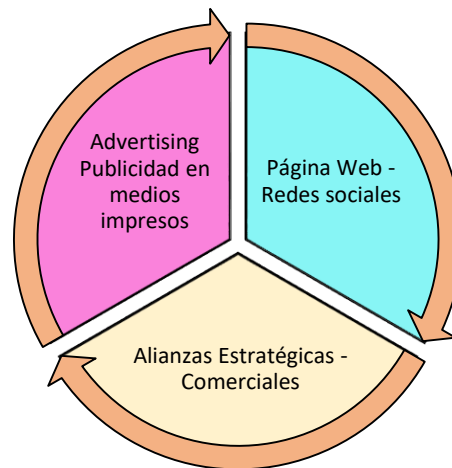 Advertising
Publicidad en
medios
impresos
Página Web -
Redes sociales
Alianzas Estratégicas -
Comerciales